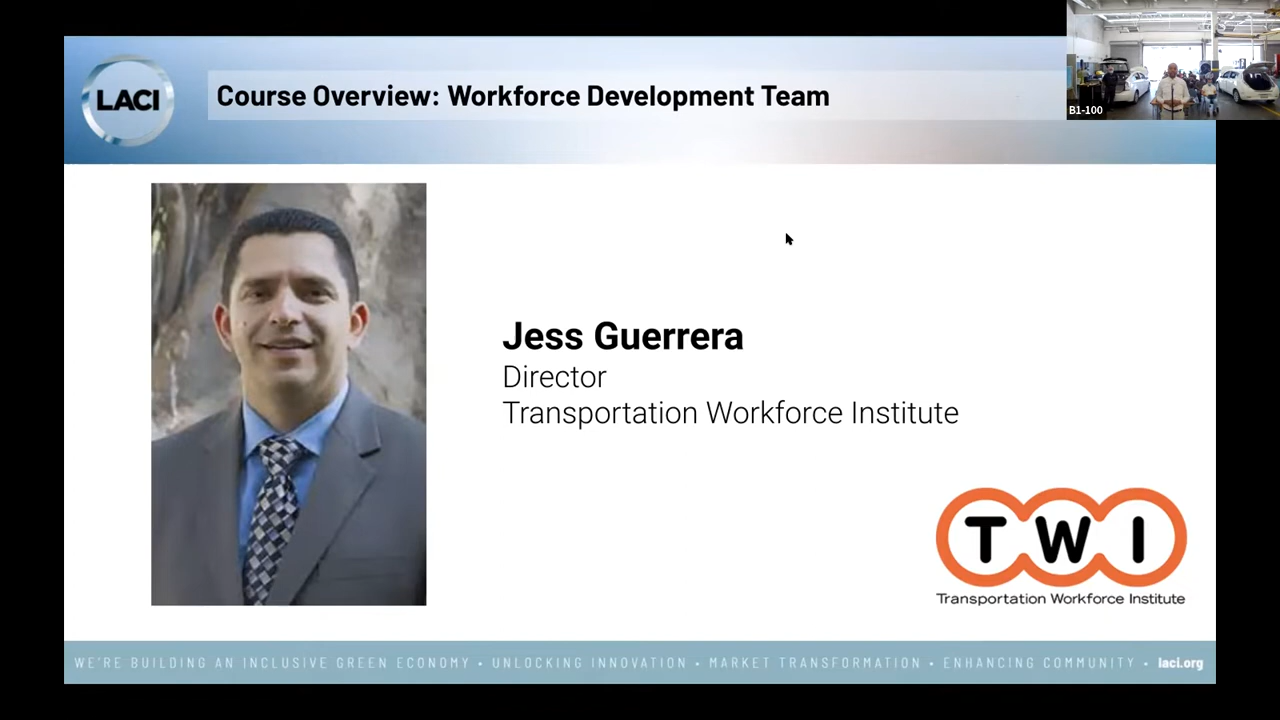 LACI
Course Overview: Workforce Development Team
B1-100
Jess Guerrera
Director
Transportation Workforce Institute
TWI
Transportation Workforce Institute
WE'RE BUILDING AN INCLUSIVE GREEN ECONOMY • UNLOCKING INNOVATION • MARKET TRANSFORMATION • ENHANCING COMMUNITY • laci.org